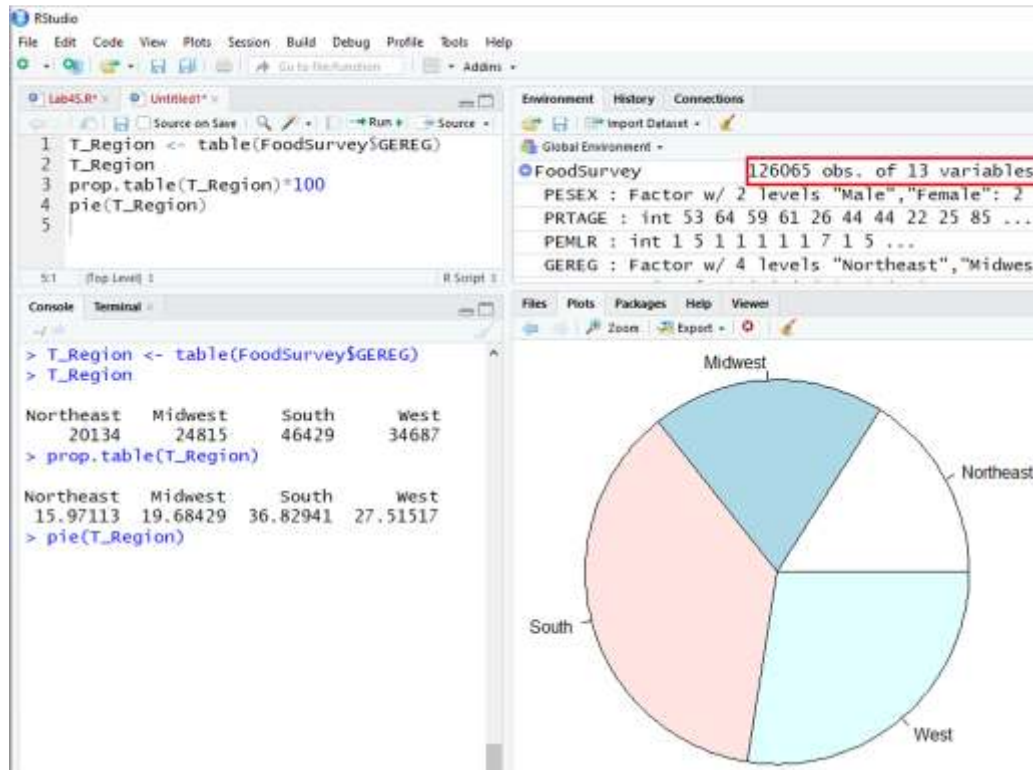 RStudio
File Edit Code View Plots Session Build Debug Profile Tools Help
Go to file/function Addins
Lab4S.R* Untitled1*
Source on Save Run Source
1 T_Region <- table(FoodSurvey$GEREG)
2 T_Region
3 prop.table(T_Region)*100
4 pie(T_Region)
5
5:1 (Top Level) R Script
Console Terminal
~/
> T_Region <- table(FoodSurvey$GEREG)
> T_Region
Northeast Midwest South West
20134 24815 46429 34687
> prop.table(T_Region)
Northeast Midwest South West
15.97113 19.68429 36.82941 27.51517
> pie(T_Region)
Environment History Connections
Import Dataset
Global Environment
FoodSurvey 126065 obs. of 13 variables
PESEX : Factor w/ 2 levels "Male","Female": 2
PRTAGE : int 53 64 59 61 26 44 44 22 25 85 ...
PEMLR : int 1 5 1 1 1 1 1 7 1 5 ...
GEREG : Factor w/ 4 levels "Northeast","Midwes
Files Plots Packages Help Viewer
Zoom Export
Midwest
Northeast
South
West